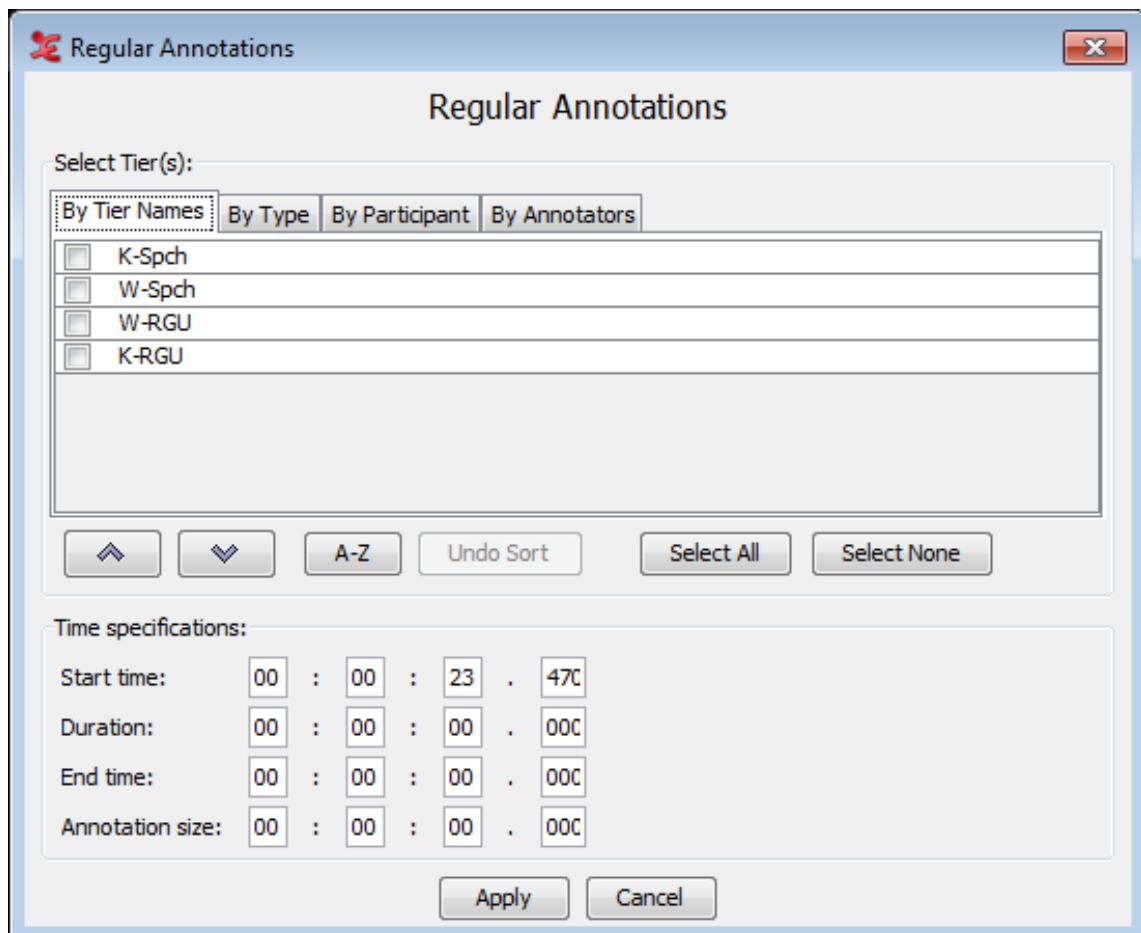 Regular Annotations
Regular Annotations
Select Tier(s):
By Tier Names By Type By Participant By Annotators
K-Spch
W-Spch
W-RGU
K-RGU
A-Z Undo Sort Select All Select None
Time specifications:
Start time: 00 : 00 : 23 . 470
Duration: 00 : 00 : 00 . 000
End time: 00 : 00 : 00 . 000
Annotation size: 00 : 00 : 00 . 000
Apply Cancel